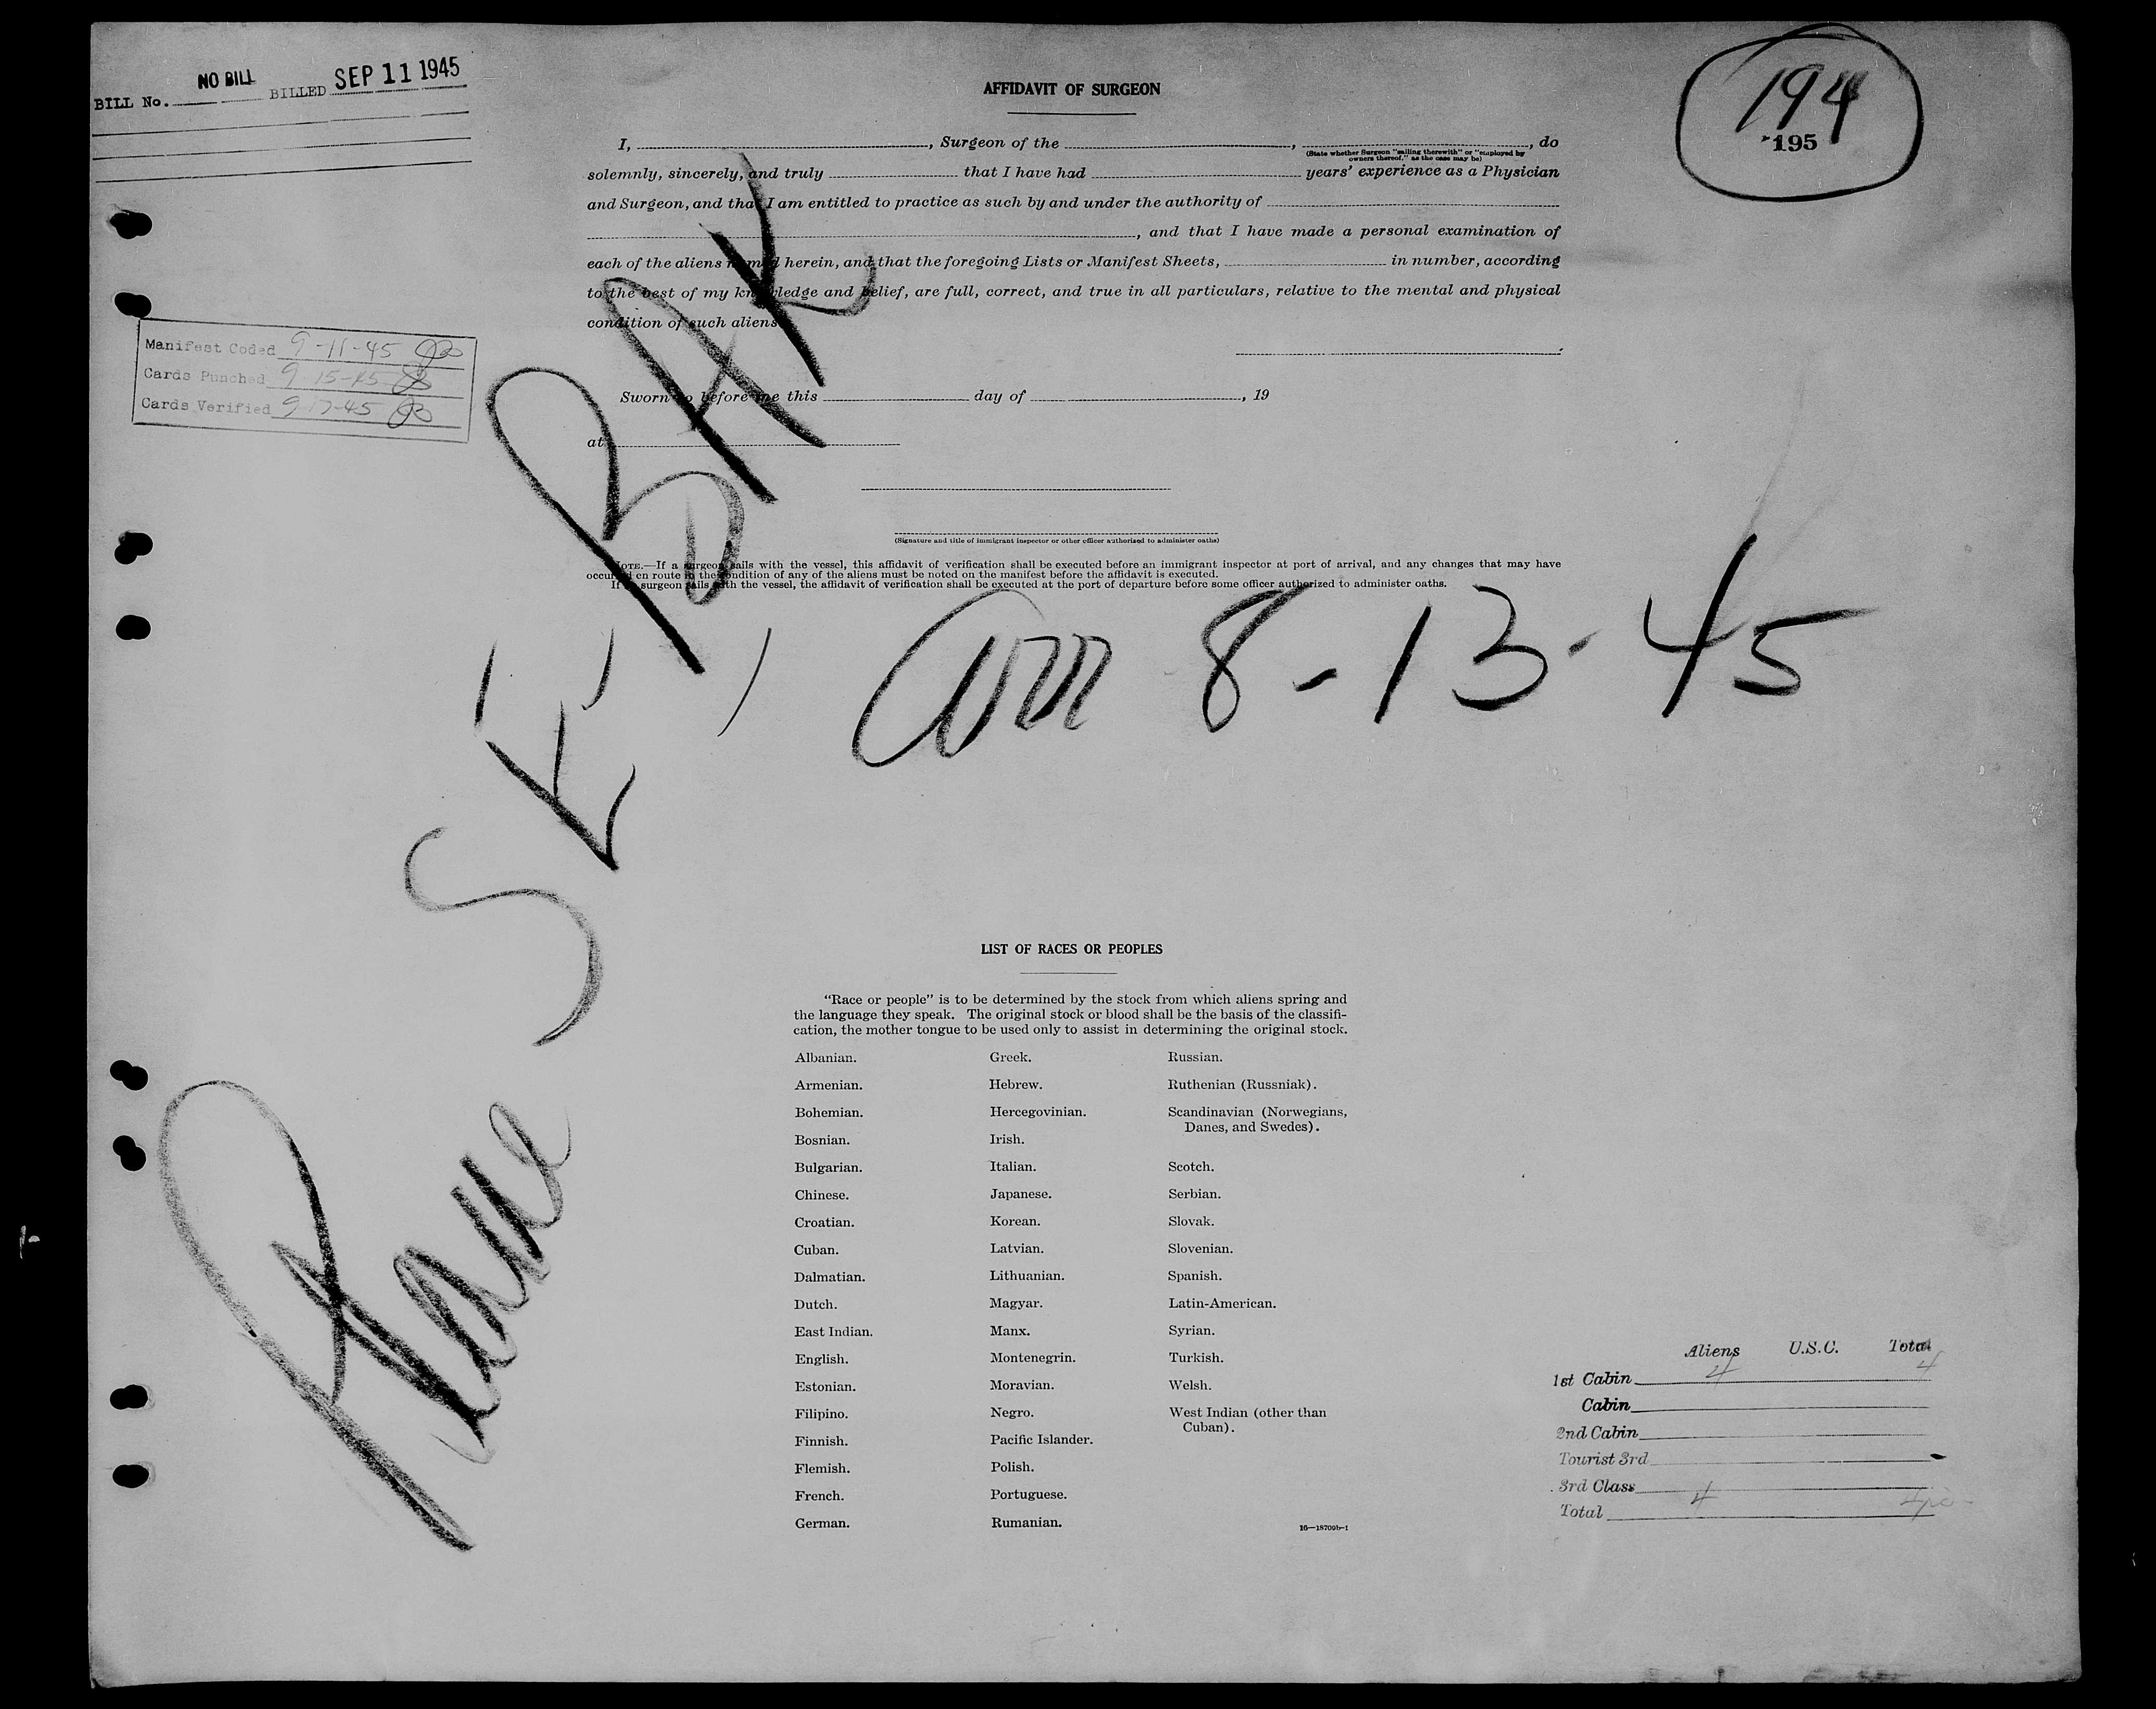 BILL No. NO BILL BILLED SEP 11 1945
194
195
Manifest Coded 9-11-45
Cards Punched 9 15-45
Cards Verified 9-17-45
AFFIDAVIT OF SURGEON
I, , Surgeon of the , , do
(State whether Surgeon "sailing therewith" or "employed by
owners thereof," as the case may be)
solemnly, sincerely, and truly that I have had years' experience as a Physician
and Surgeon, and that I am entitled to practice as such by and under the authority of
, and that I have made a personal examination of
each of the aliens named herein, and that the foregoing Lists or Manifest Sheets, in number, according
to the best of my knowledge and belief, are full, correct, and true in all particulars, relative to the mental and physical
condition of such aliens
Sworn to before me this day of , 19
at
(Signature and title of immigrant inspector or other officer authorized to administer oaths)
NOTE.—If a surgeon sails with the vessel, this affidavit of verification shall be executed before an immigrant inspector at port of arrival, and any changes that may have
occurred en route in the condition of any of the aliens must be noted on the manifest before the affidavit is executed.
If a surgeon sails with the vessel, the affidavit of verification shall be executed at the port of departure before some officer authorized to administer oaths.
Plane SE-BAK
arr 8-13-45
LIST OF RACES OR PEOPLES
"Race or people" is to be determined by the stock from which aliens spring and
the language they speak. The original stock or blood shall be the basis of the classifi-
cation, the mother tongue to be used only to assist in determining the original stock.
Albanian.
Armenian.
Bohemian.
Bosnian.
Bulgarian.
Chinese.
Croatian.
Cuban.
Dalmatian.
Dutch.
East Indian.
English.
Estonian.
Filipino.
Finnish.
Flemish.
French.
German.
Greek.
Hebrew.
Hercegovinian.
Irish.
Italian.
Japanese.
Korean.
Latvian.
Lithuanian.
Magyar.
Manx.
Montenegrin.
Moravian.
Negro.
Pacific Islander.
Polish.
Portuguese.
Rumanian.
Russian.
Ruthenian (Russniak).
Scandinavian (Norwegians,
Danes, and Swedes).
Scotch.
Serbian.
Slovak.
Slovenian.
Spanish.
Latin-American.
Syrian.
Turkish.
Welsh.
West Indian (other than
Cuban).
16—18709b-1
Aliens U.S.C. Total
1st Cabin 4 4
Cabin
2nd Cabin
Tourist 3rd
3rd Class
Total 4 4